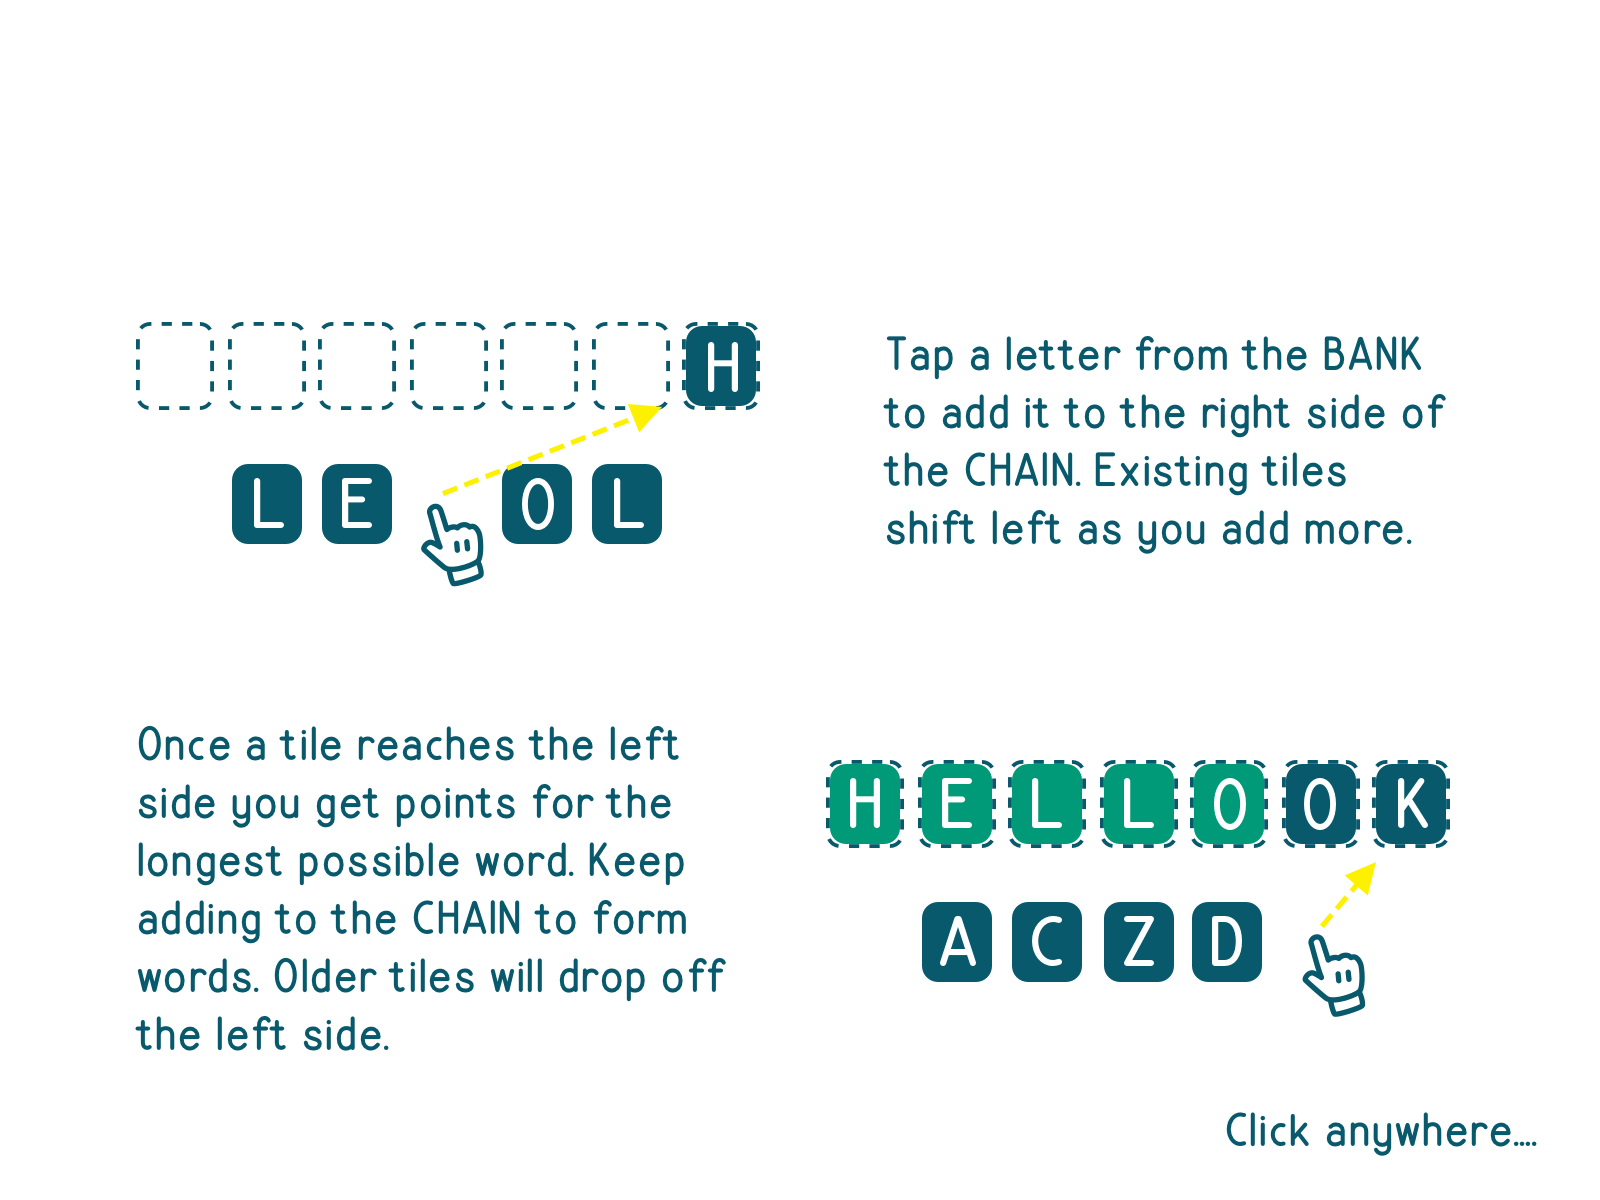 H
L E O L
Tap a letter from the BANK
to add it to the right side of
the CHAIN. Existing tiles
shift left as you add more.
Once a tile reaches the left
side you get points for the
longest possible word. Keep
adding to the CHAIN to form
words. Older tiles will drop off
the left side.
H E L L O O K
A C Z D
Click anywhere....